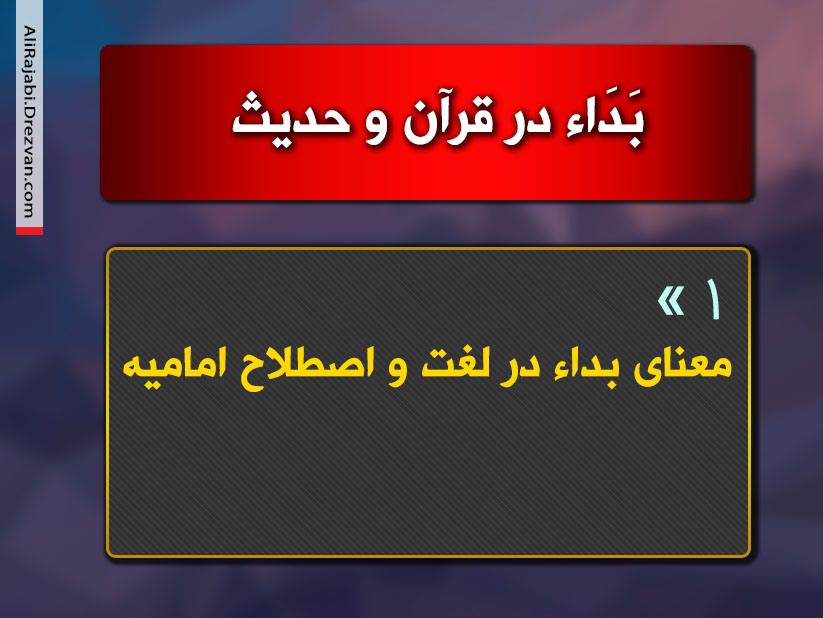 AliRajabi.Drezvan.com
بَدَاء در قرآن و حدیث
۱ »
معنای بداء در لغت و اصطلاح امامیه